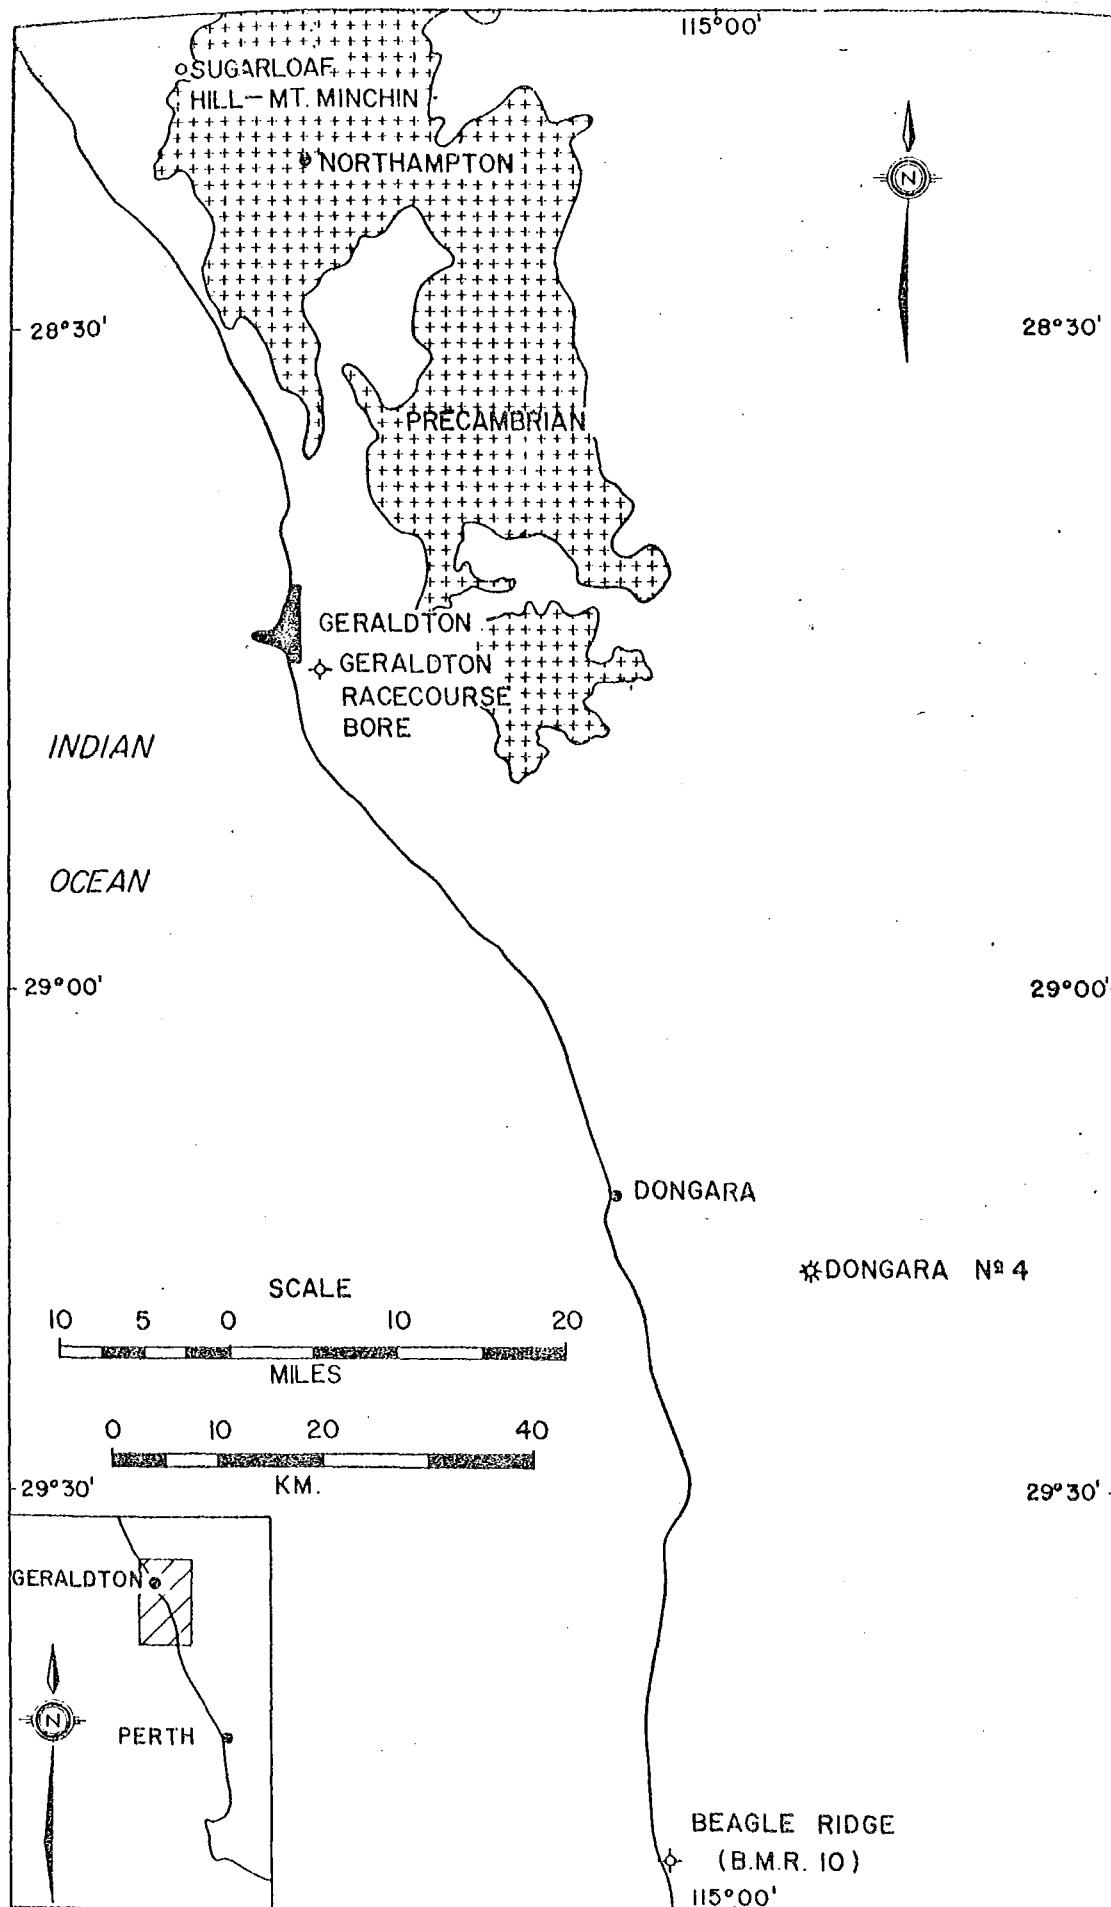 115°00'
SUGARLOAF
HILL—MT. MINCHIN
NORTHAMPTON
N
28°30'
28°30'
PRECAMBRIAN
GERALDTON
GERALDTON
RACECOURSE
BORE
INDIAN
OCEAN
29°00'
29°00'
DONGARA
DONGARA Nº 4
SCALE
10 5 0 10 20
MILES
0 10 20 40
KM.
29°30'
29°30'
GERALDTON
N
PERTH
BEAGLE RIDGE
(B.M.R. 10)
115°00'